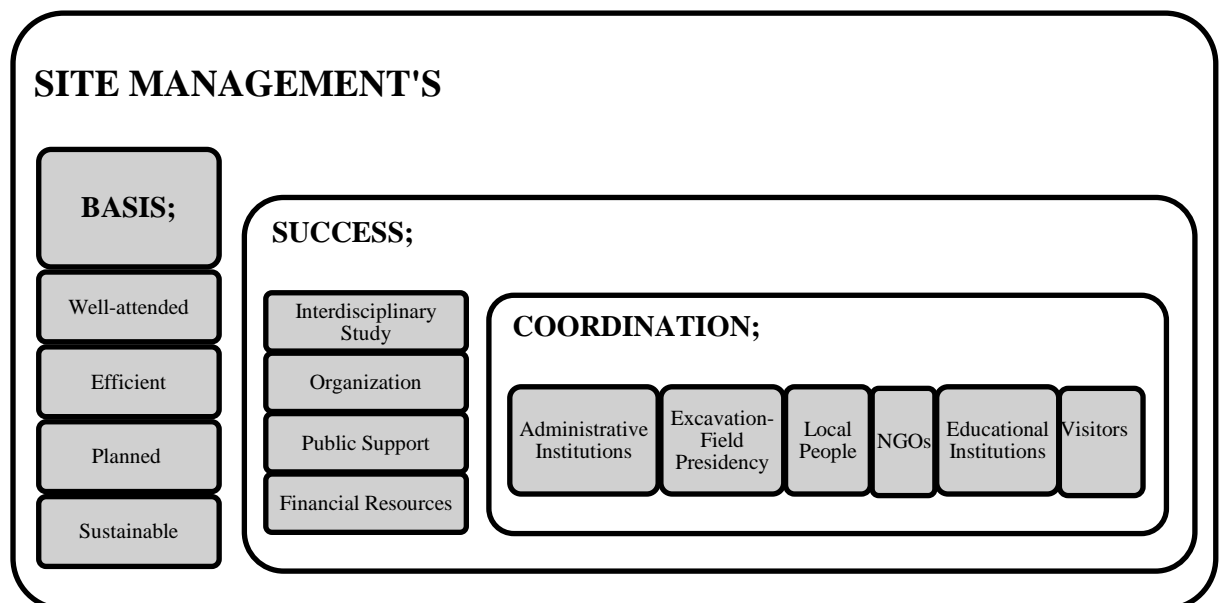 SITE MANAGEMENT'S
BASIS;
Well-attended
Efficient
Planned
Sustainable
SUCCESS;
Interdisciplinary
Study
Organization
Public Support
Financial Resources
COORDINATION;
Administrative
Institutions
Excavation-
Field
Presidency
Local
People
NGOs
Educational
Institutions
Visitors